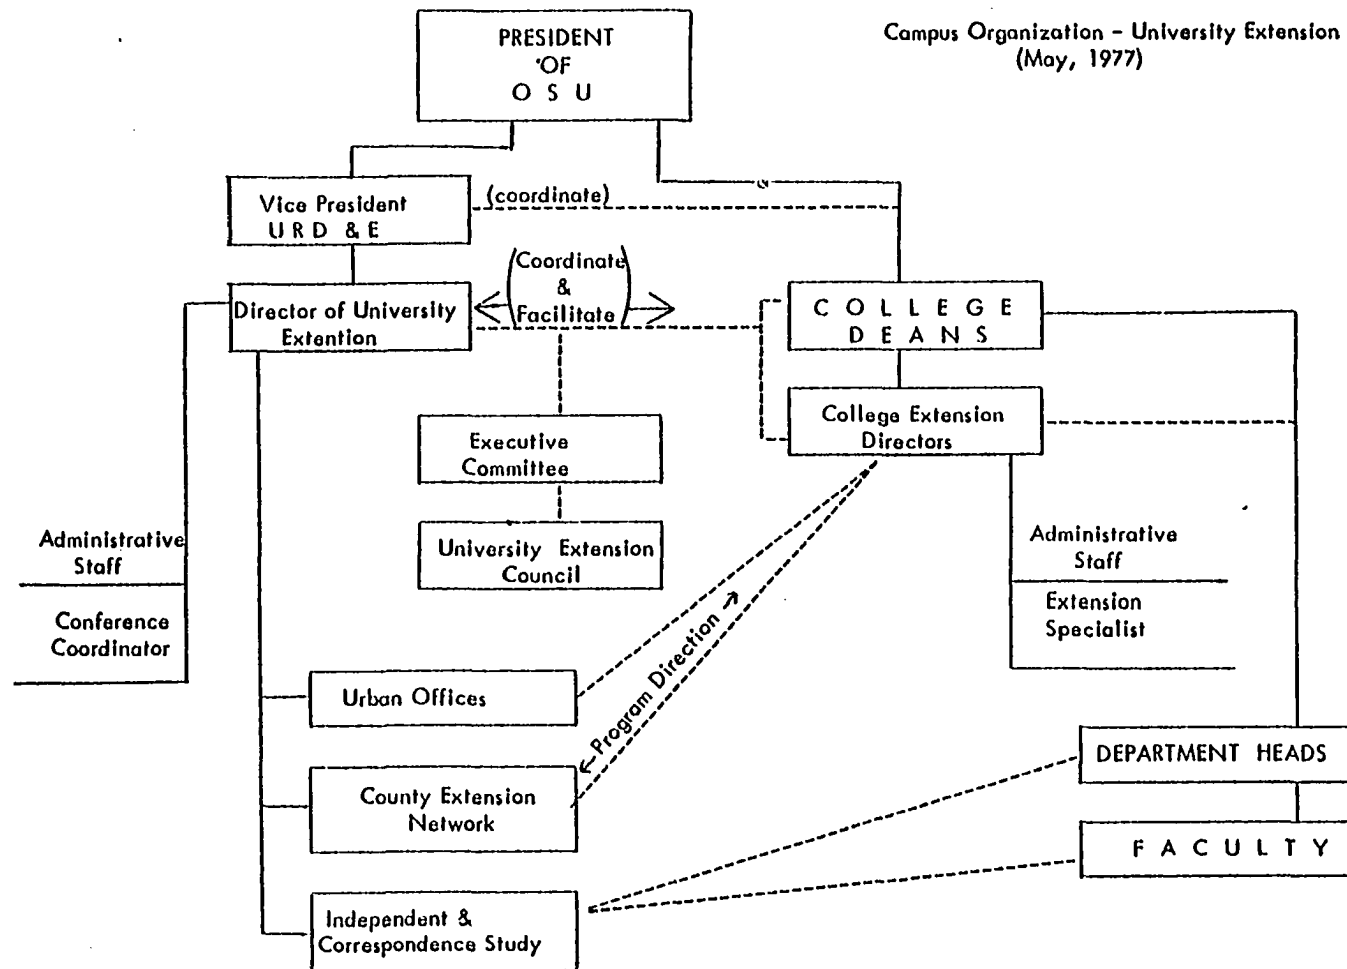 Campus Organization - University Extension
(May, 1977)
PRESIDENT
OF
O S U
Vice President
U R D & E
(coordinate)
(Coordinate
&
Facilitate)
Director of University
Extention
C O L L E G E
D E A N S
College Extension
Directors
Executive
Committee
University Extension
Council
Administrative
Staff
Conference
Coordinator
Administrative
Staff
Extension
Specialist
Program Direction
Urban Offices
County Extension
Network
Independent &
Correspondence Study
DEPARTMENT HEADS
F A C U L T Y